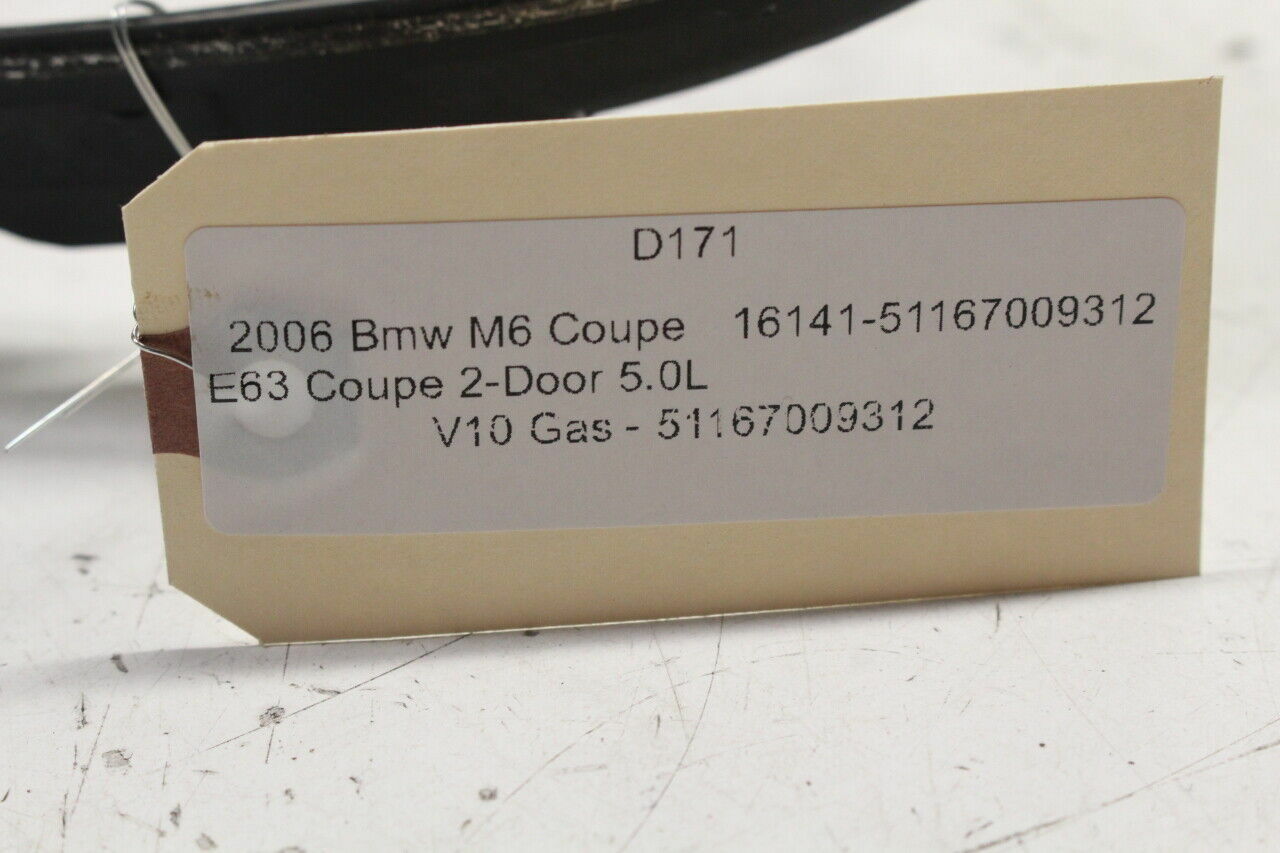 D171
2006 Bmw M6 Coupe 16141-51167009312
E63 Coupe 2-Door 5.0L
V10 Gas - 51167009312